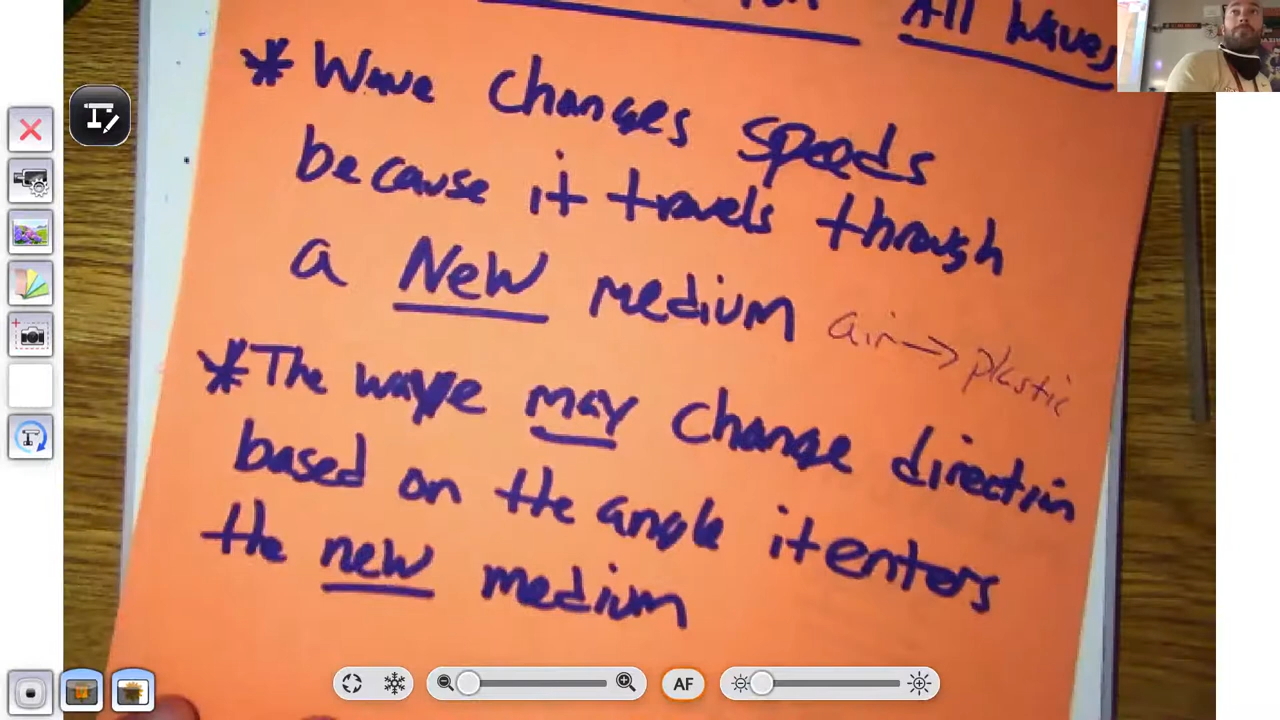 All Waves
* Wave changes speeds
because it travels through
a New medium air → plastic
* The wave may change direction
based on the angle it enters
the new medium
AF